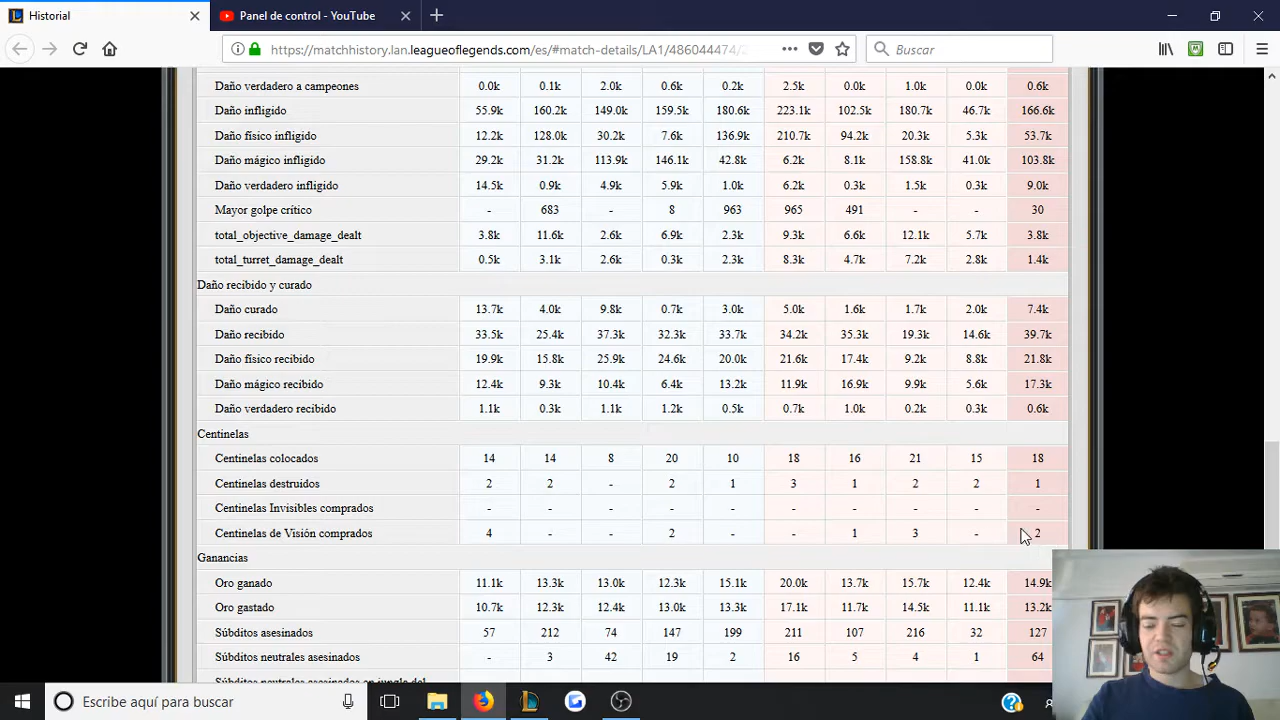 Historial
Panel de control - YouTube
https://matchhistory.lan.leagueoflegends.com/es/#match-details/LA1/486044474/
Buscar
Daño verdadero a campeones 0.0k 0.1k 2.0k 0.6k 0.2k 2.5k 0.0k 1.0k 0.0k 0.6k
Daño infligido 55.9k 160.2k 149.0k 159.5k 180.6k 223.1k 102.5k 180.7k 46.7k 166.6k
Daño físico infligido 12.2k 128.0k 30.2k 7.6k 136.9k 210.7k 94.2k 20.3k 5.3k 53.7k
Daño mágico infligido 29.2k 31.2k 113.9k 146.1k 42.8k 6.2k 8.1k 158.8k 41.0k 103.8k
Daño verdadero infligido 14.5k 0.9k 4.9k 5.9k 1.0k 6.2k 0.3k 1.5k 0.3k 9.0k
Mayor golpe crítico - 683 - 8 963 965 491 - - 30
total_objective_damage_dealt 3.8k 11.6k 2.6k 6.9k 2.3k 9.3k 6.6k 12.1k 5.7k 3.8k
total_turret_damage_dealt 0.5k 3.1k 2.6k 0.3k 2.3k 8.3k 4.7k 7.2k 2.8k 1.4k
Daño recibido y curado
Daño curado 13.7k 4.0k 9.8k 0.7k 3.0k 5.0k 1.6k 1.7k 2.0k 7.4k
Daño recibido 33.5k 25.4k 37.3k 32.3k 33.7k 34.2k 35.3k 19.3k 14.6k 39.7k
Daño físico recibido 19.9k 15.8k 25.9k 24.6k 20.0k 21.6k 17.4k 9.2k 8.8k 21.8k
Daño mágico recibido 12.4k 9.3k 10.4k 6.4k 13.2k 11.9k 16.9k 9.9k 5.6k 17.3k
Daño verdadero recibido 1.1k 0.3k 1.1k 1.2k 0.5k 0.7k 1.0k 0.2k 0.3k 0.6k
Centinelas
Centinelas colocados 14 14 8 20 10 18 16 21 15 18
Centinelas destruidos 2 2 - 2 1 3 1 2 2 1
Centinelas Invisibles comprados - - - - - - - - - -
Centinelas de Visión comprados 4 - - 2 - - 1 3 - 2
Ganancias
Oro ganado 11.1k 13.3k 13.0k 12.3k 15.1k 20.0k 13.7k 15.7k 12.4k 14.9k
Oro gastado 10.7k 12.3k 12.4k 13.0k 13.3k 17.1k 11.7k 14.5k 11.1k 13.2k
Súbditos asesinados 57 212 74 147 199 211 107 216 32 127
Súbditos neutrales asesinados - 3 42 19 2 16 5 4 1 64
Súbditos neutrales asesinados en jungla del
Escribe aquí para buscar